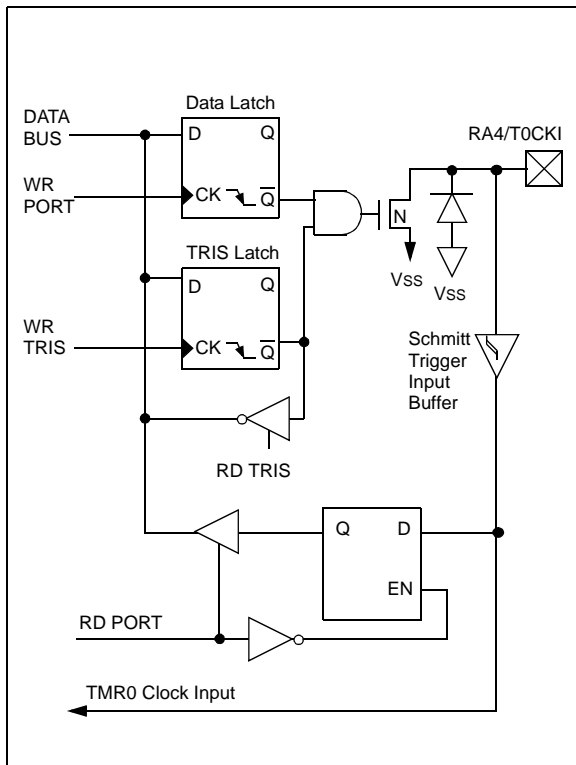 Data Latch
DATA
BUS
D
Q
RA4/T0CKI
WR
PORT
CK
Q
N
VSS
VSS
TRIS Latch
D
Q
WR
TRIS
CK
Q
Schmitt
Trigger
Input
Buffer
RD TRIS
Q
D
EN
RD PORT
TMR0 Clock Input